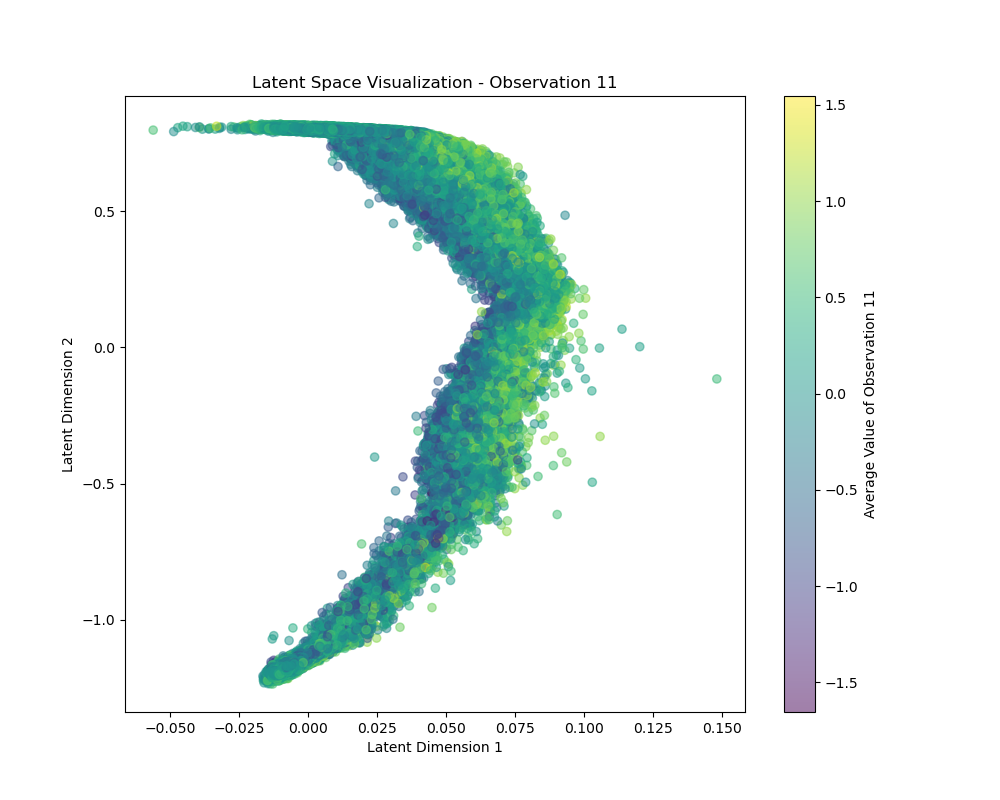 Latent Space Visualization - Observation 11
Latent Dimension 2
0.5
0.0
−0.5
−1.0
−0.050 −0.025 0.000 0.025 0.050 0.075 0.100 0.125 0.150
Latent Dimension 1
1.5
1.0
0.5
0.0
−0.5
−1.0
−1.5
Average Value of Observation 11